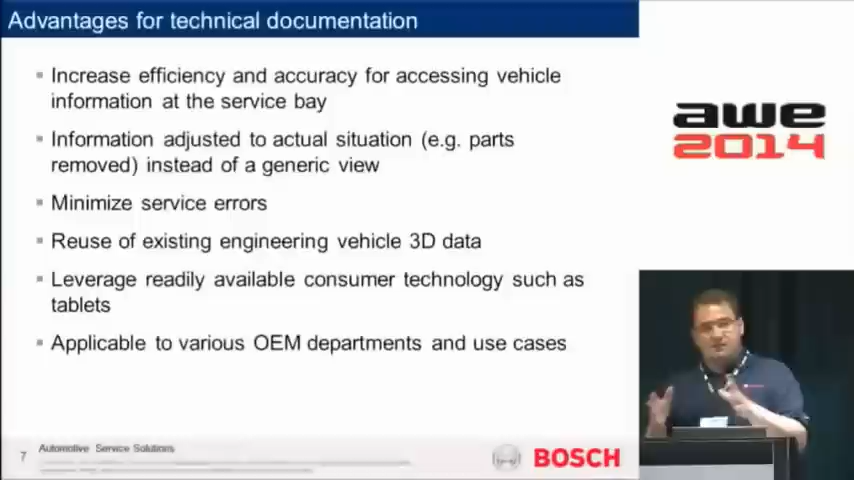 Advantages for technical documentation
Increase efficiency and accuracy for accessing vehicle
information at the service bay
Information adjusted to actual situation (e.g. parts
removed) instead of a generic view
Minimize service errors
Reuse of existing engineering vehicle 3D data
Leverage readily available consumer technology such as
tablets
Applicable to various OEM departments and use cases
7
Automotive Service Solutions
BOSCH
awe
2014